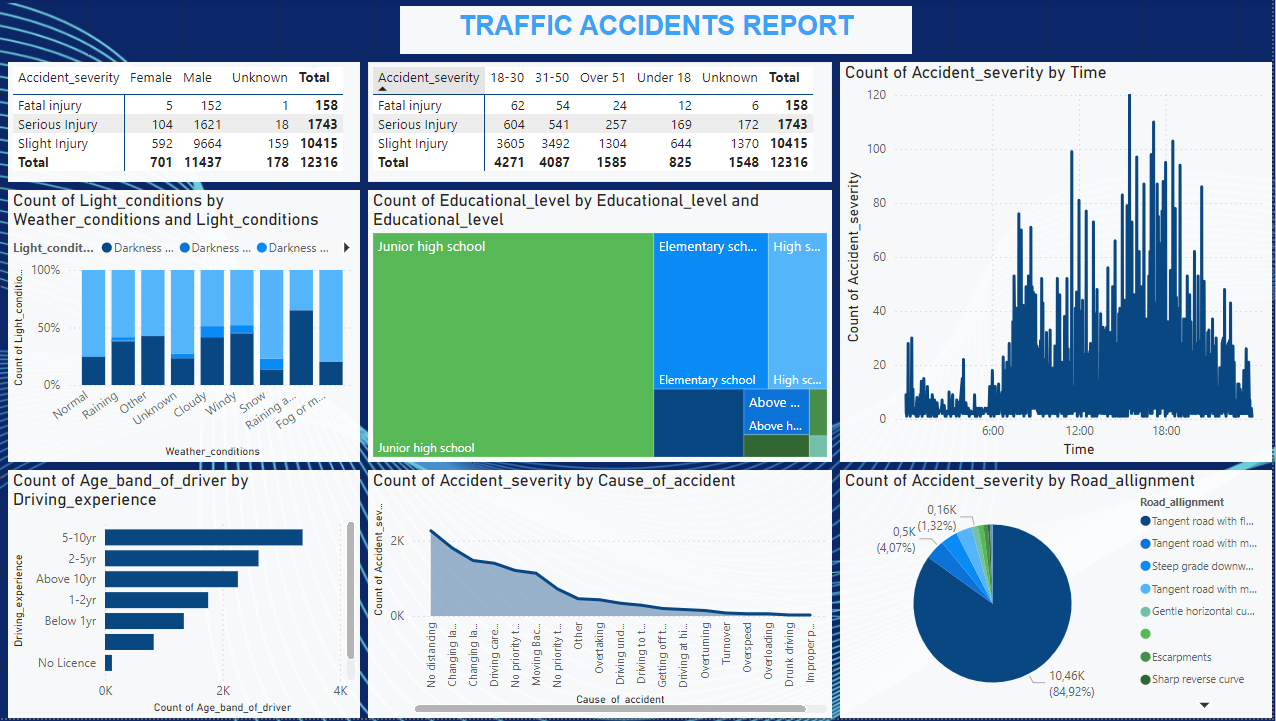 TRAFFIC ACCIDENTS REPORT
Accident_severity Female Male Unknown Total
Fatal injury 5 152 1 158
Serious Injury 104 1621 18 1743
Slight Injury 592 9664 159 10415
Total 701 11437 178 12316
Accident_severity 18-30 31-50 Over 51 Under 18 Unknown Total
Fatal injury 62 54 24 12 6 158
Serious Injury 604 541 257 169 172 1743
Slight Injury 3605 3492 1304 644 1370 10415
Total 4271 4087 1585 825 1548 12316
Count of Accident_severity by Time
Count of Accident_severity
120
100
80
60
40
20
0
6:00 12:00 18:00
Time
Count of Light_conditions by
Weather_conditions and Light_conditions
Light_condit... Darkness ... Darkness ... Darkness ...
Count of Light_conditio...
100%
50%
0%
Normal
Raining
Other
Unknown
Cloudy
Windy
Snow
Raining a...
Fog or m...
Weather_conditions
Count of Educational_level by Educational_level and
Educational_level
Junior high school
Elementary sch...
High s...
Elementary school
High sc...
Above ...
Above h...
Junior high school
Count of Age_band_of_driver by
Driving_experience
Driving_experience
5-10yr
2-5yr
Above 10yr
1-2yr
Below 1yr
No Licence
0K 2K 4K
Count of Age_band_of_driver
Count of Accident_severity by Cause_of_accident
Count of Accident_sev...
2K
0K
No distancing
Changing la...
Changing la...
Driving care...
No priority t...
Moving Bac...
No priority t...
Other
Overtaking
Driving und...
Driving to t...
Getting off t...
Driving at hi...
Overturning
Turnover
Overspeed
Overloading
Drunk driving
Improper p...
Cause_of_accident
Count of Accident_severity by Road_allignment
0,16K
(1,32%)
0,5K
(4,07%)
10,46K
(84,92%)
Road_allignment
Tangent road with fl...
Tangent road with m...
Steep grade downw...
Tangent road with m...
Gentle horizontal cu...
Escarpments
Sharp reverse curve